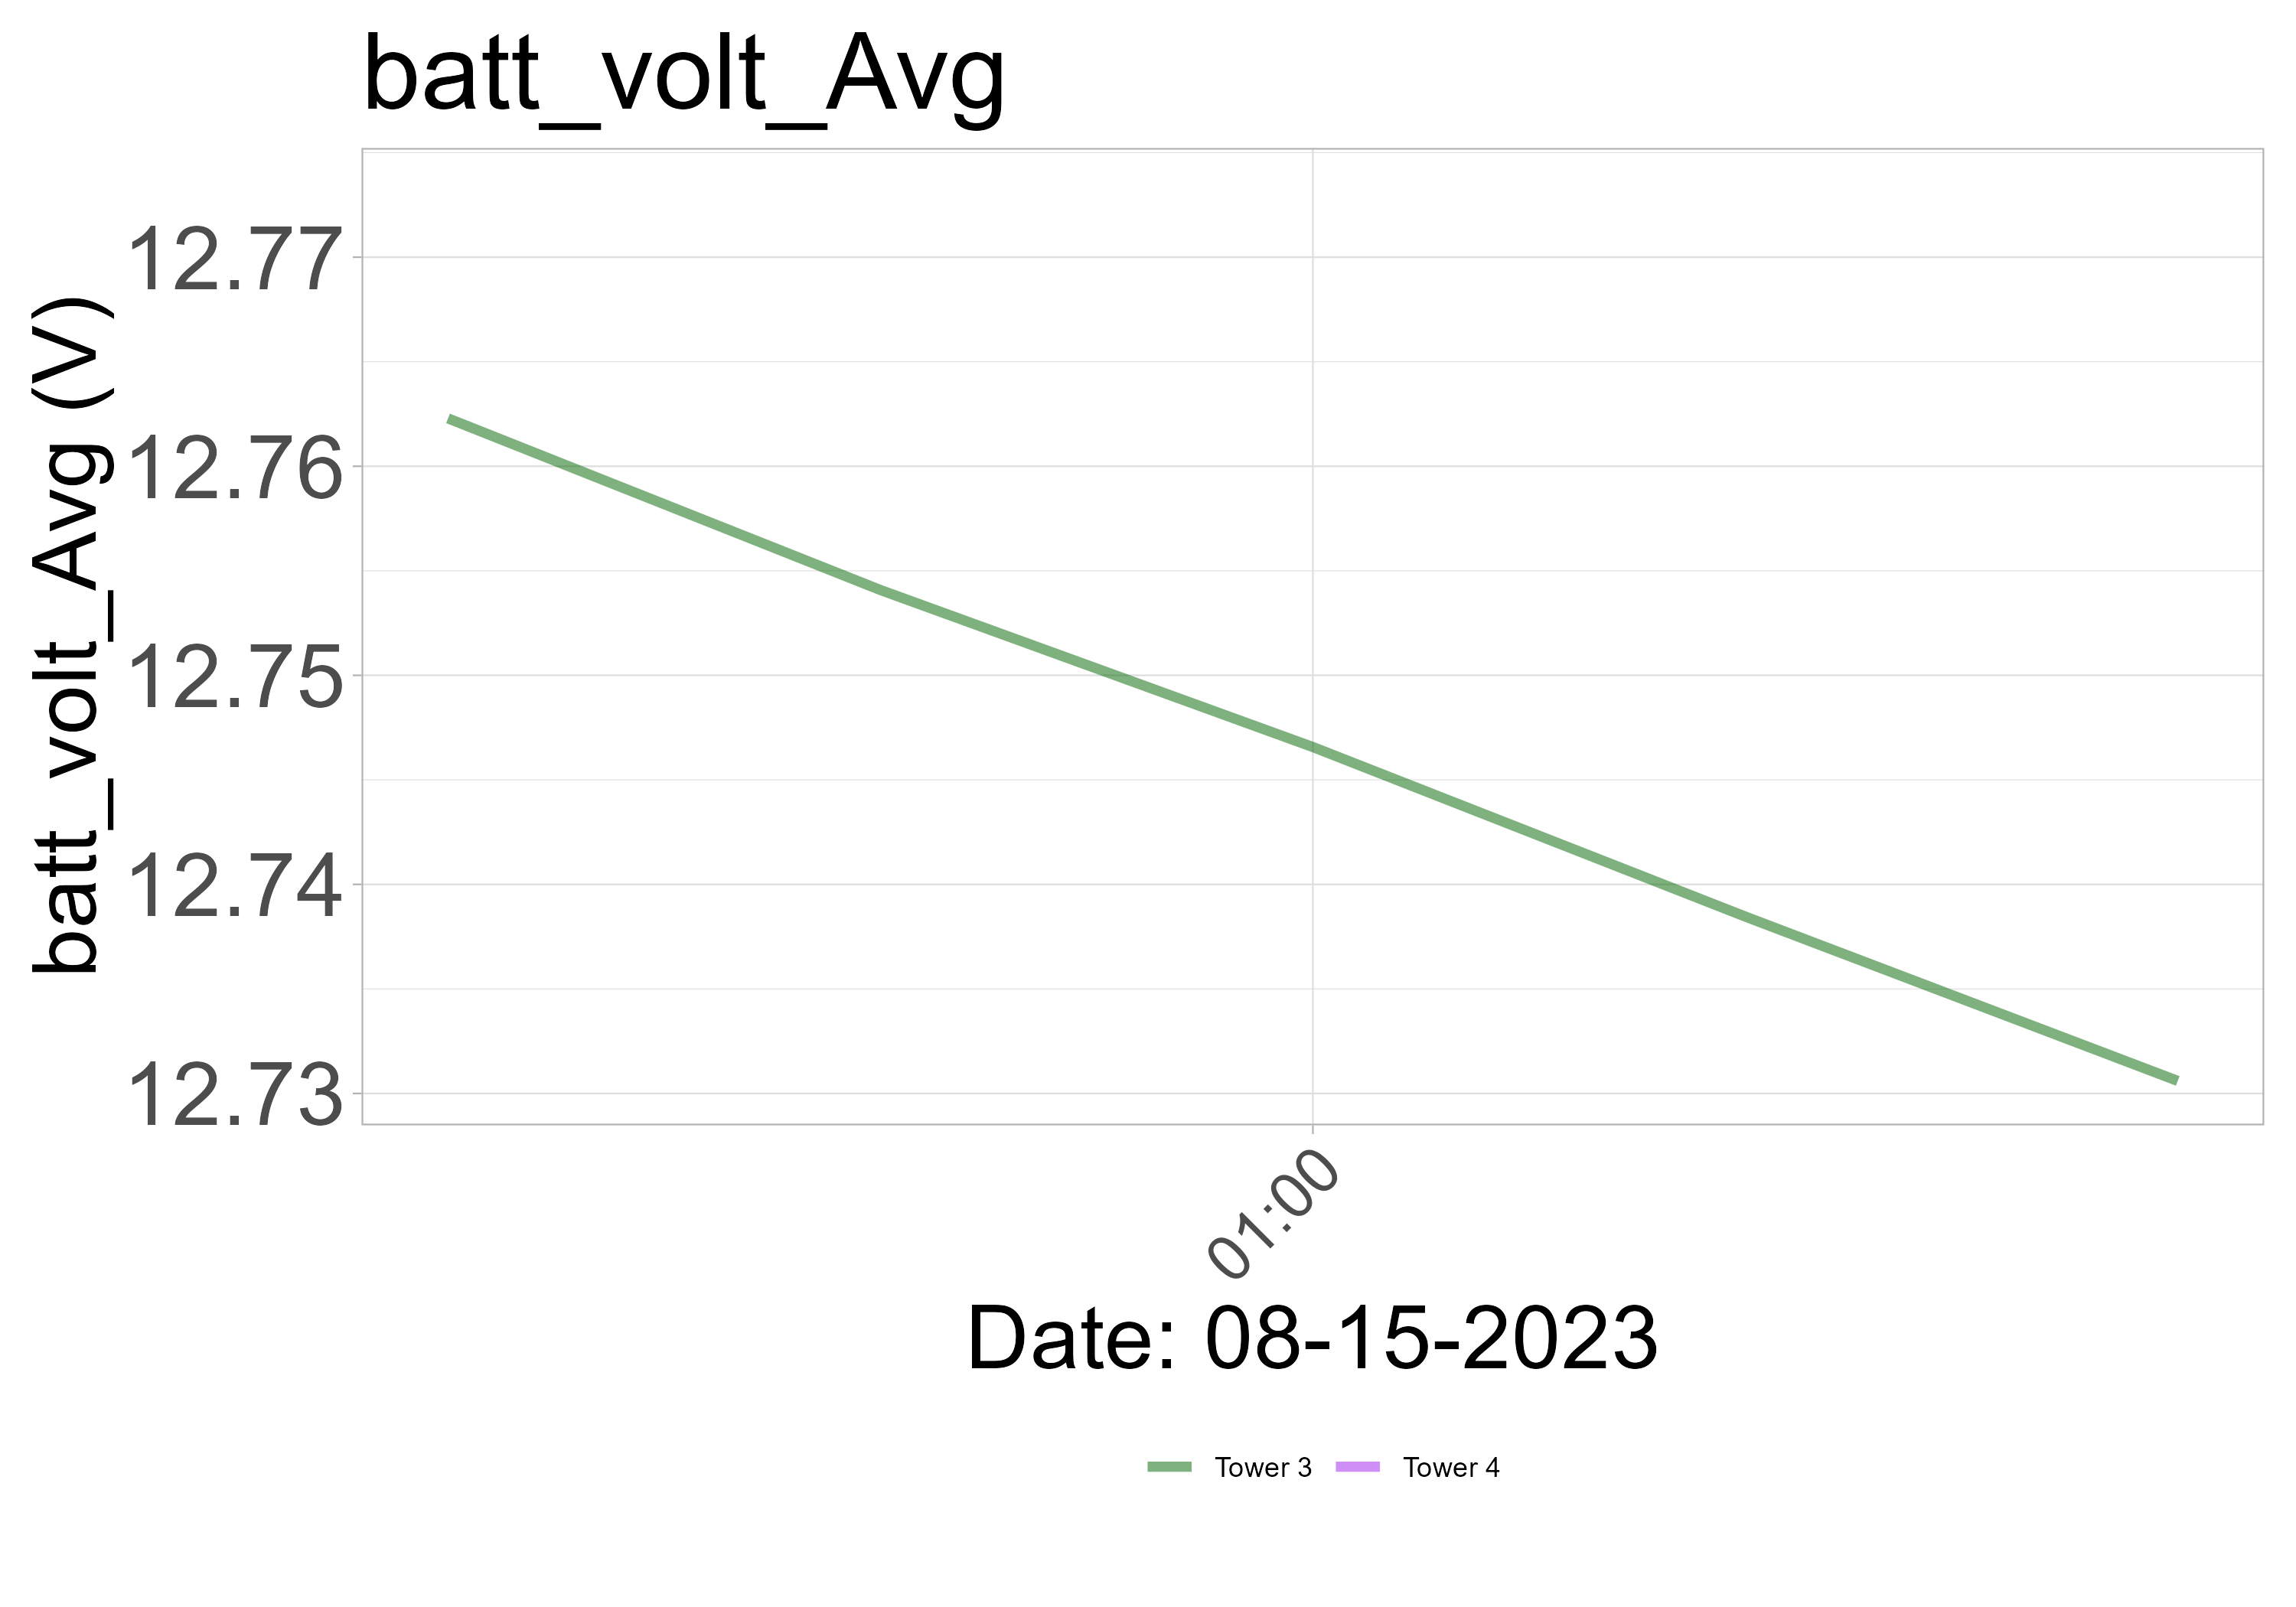 batt_volt_Avg
batt_volt_Avg (V)
12.77
12.76
12.75
12.74
12.73
01:00
Date: 08-15-2023
Tower 3 Tower 4